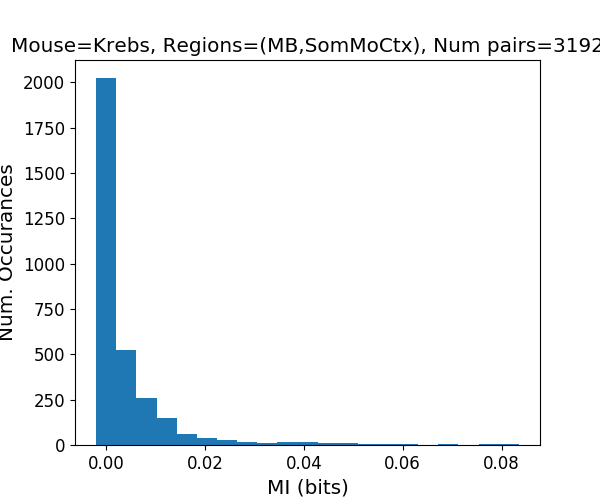 Mouse=Krebs, Regions=(MB,SomMoCtx), Num pairs=3192
2000
1750
1500
1250
1000
750
500
250
0
Num. Occurances
0.00 0.02 0.04 0.06 0.08
MI (bits)